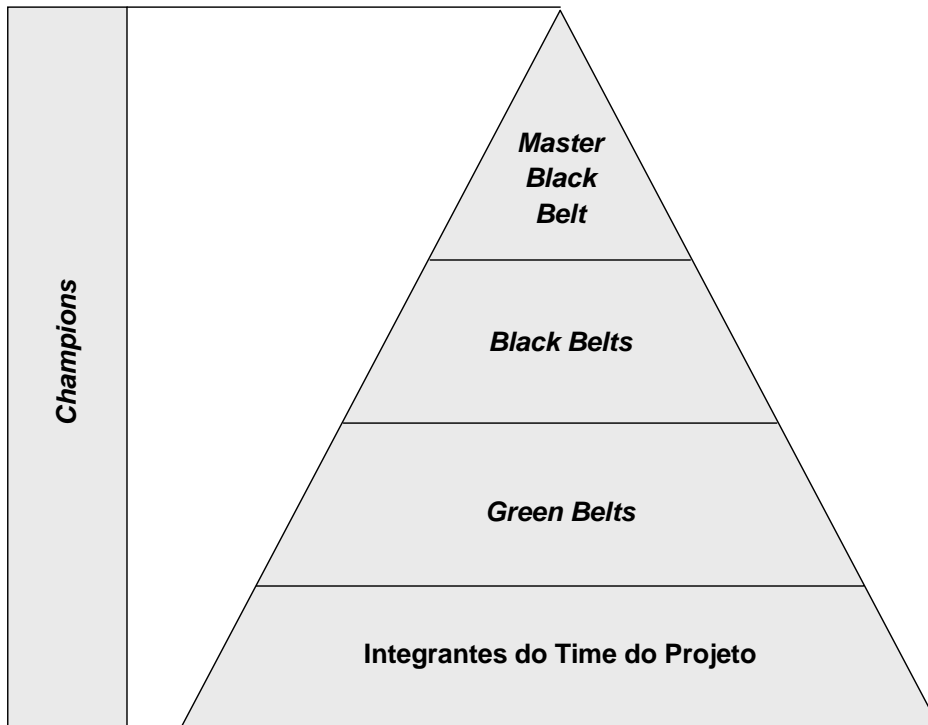 Champions
Master
Black
Belt
Black Belts
Green Belts
Integrantes do Time do Projeto